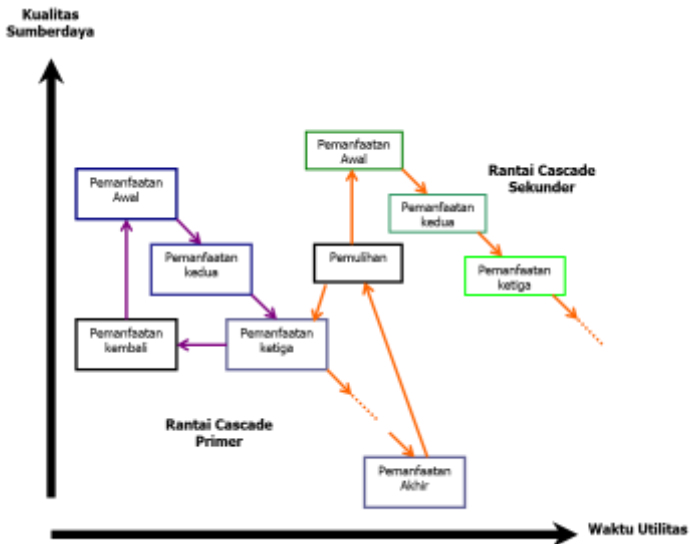 Kualitas
Sumberdaya
Pemanfaatan
Awal
Rantai Cascade
Sekunder
Pemanfaatan
Awal
Pemanfaatan
kedua
Pemanfaatan
kedua
Pemulihan
Pemanfaatan
ketiga
Pemanfaatan
kembali
Pemanfaatan
ketiga
Rantai Cascade
Primer
Pemanfaatan
Akhir
Waktu Utilitas